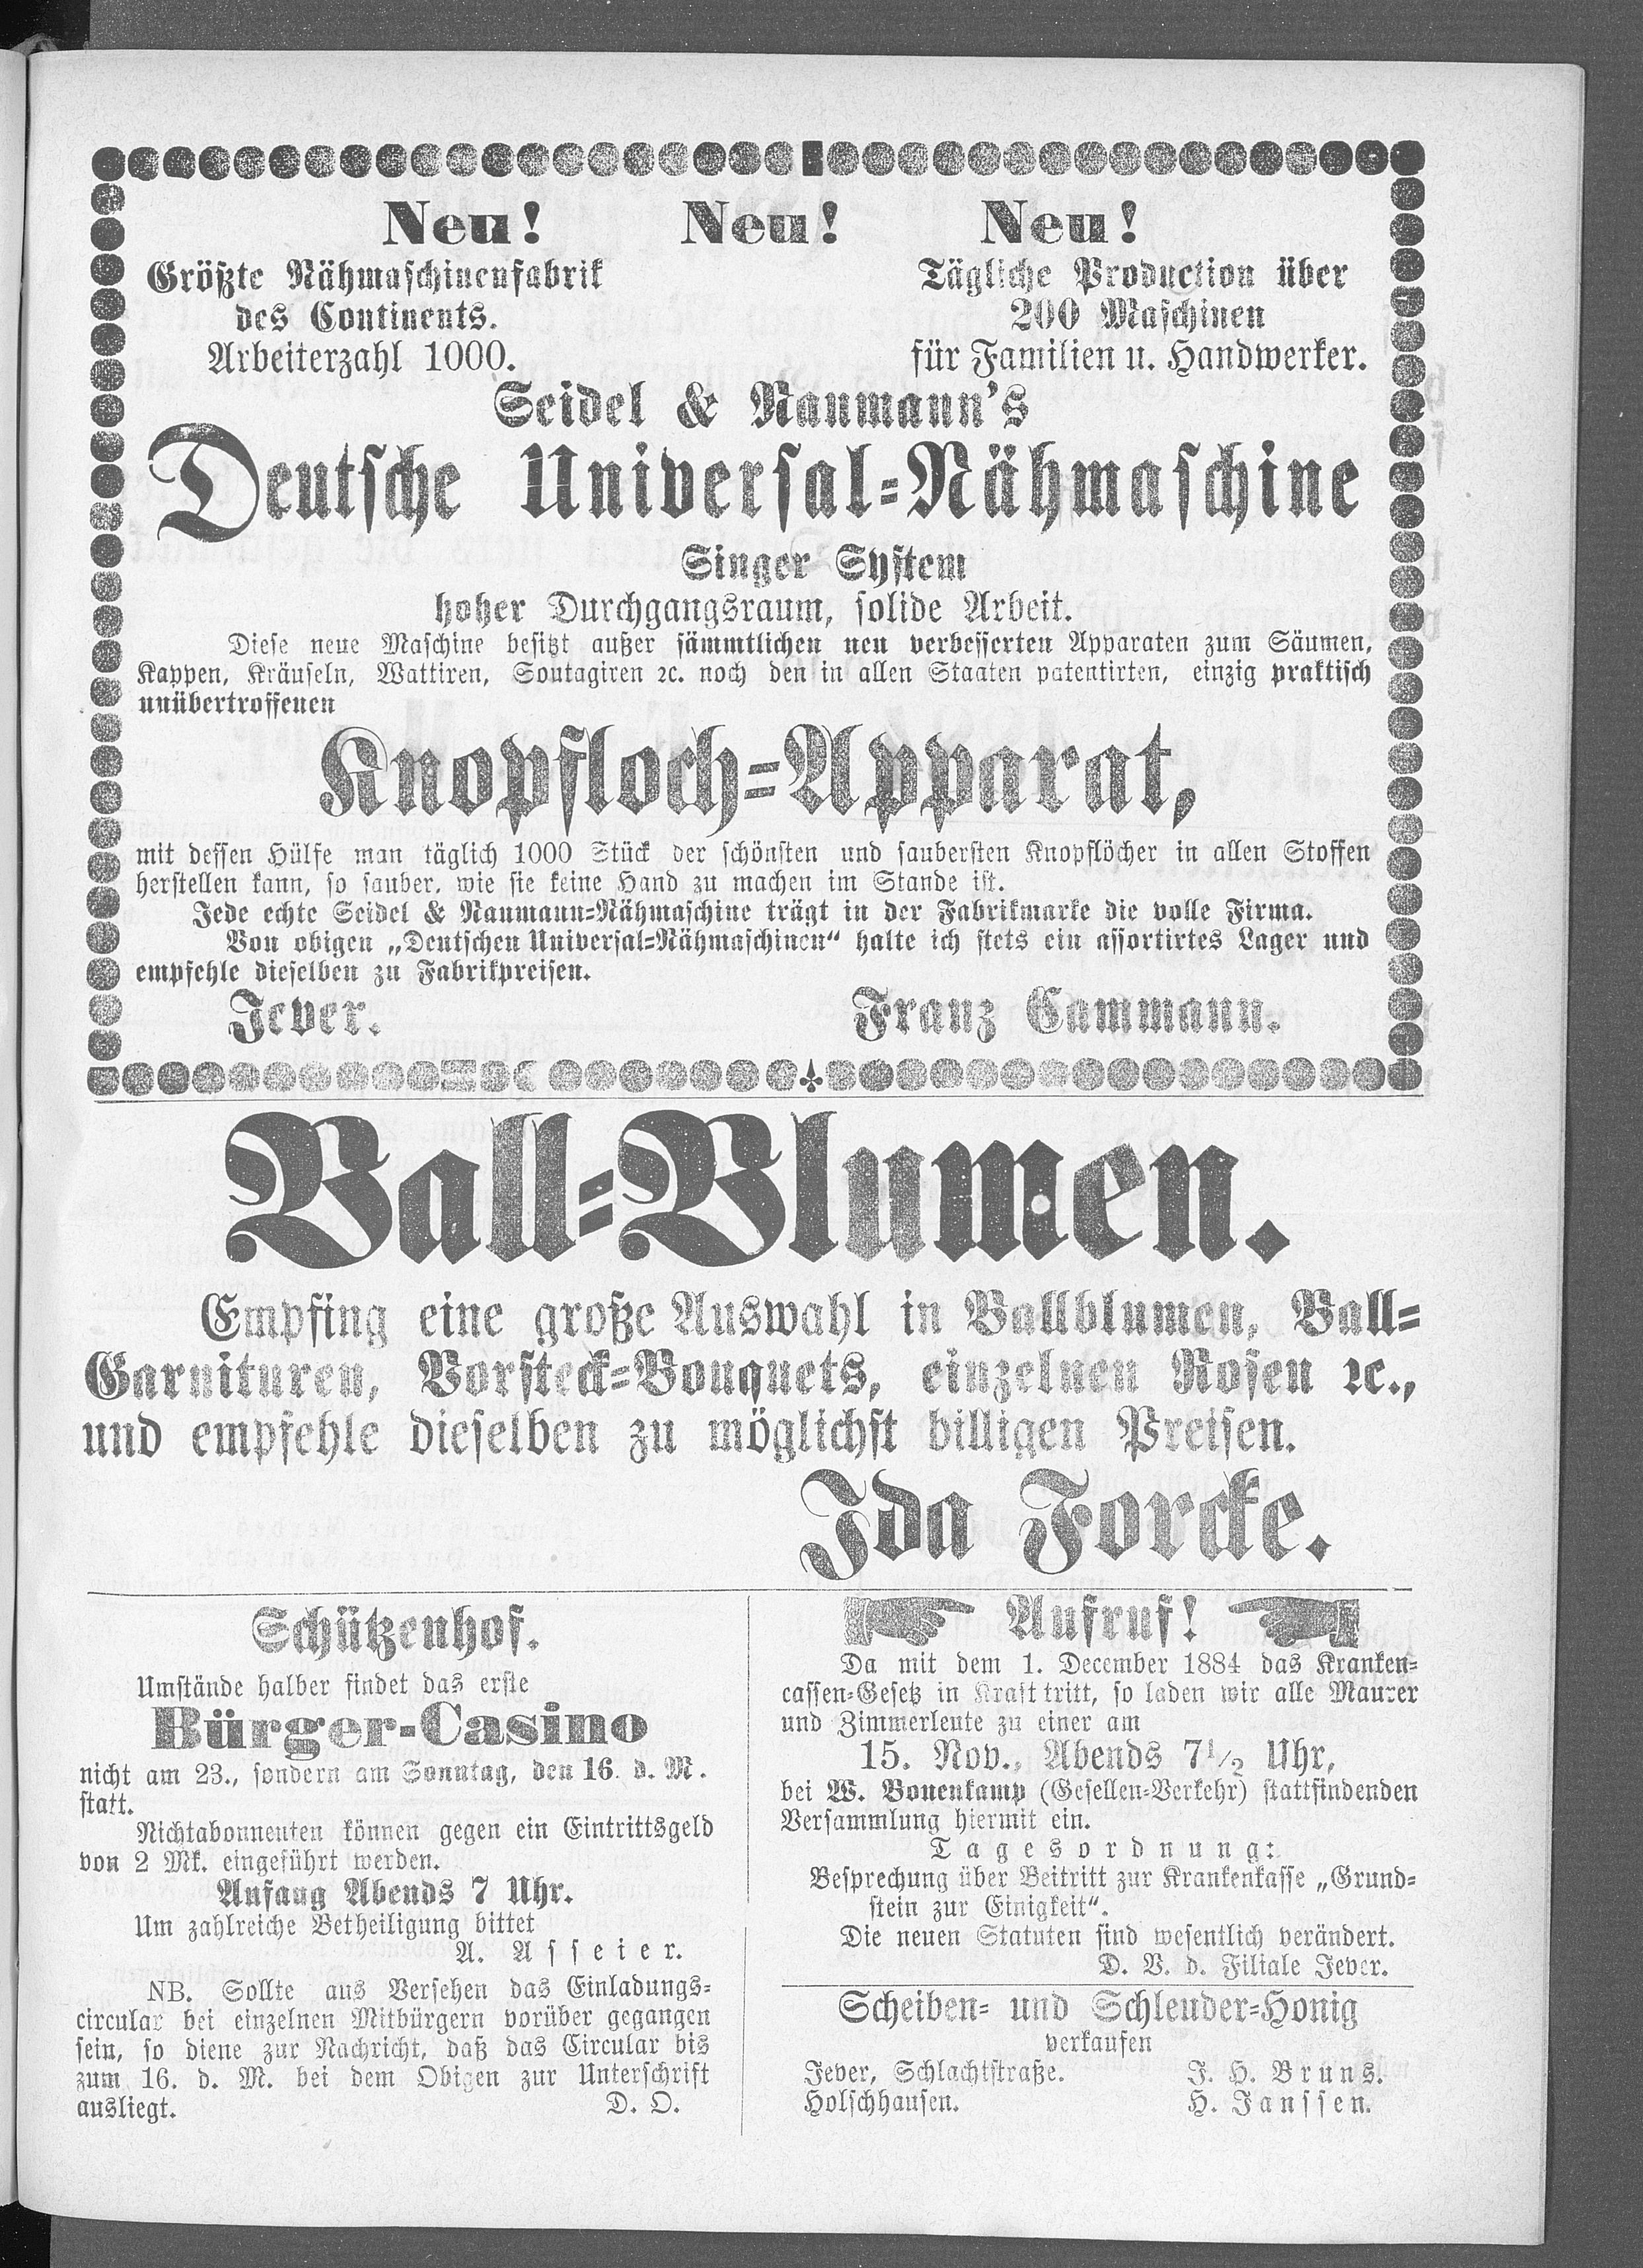 Neu! Neu! Neu!
Größte Nähmaschinenfabrik
des Continents.
Arbeiterzahl 1000.
Tägliche Production über
200 Maschinen
für Familien u. Handwerker.
Seidel & Naumann's
Deutsche Universal-Nähmaschine
Singer System
hoher Durchgangsraum, solide Arbeit.
Diese neue Maschine besitzt außer sämmtlichen neu verbesserten Apparaten zum Säumen,
Kappen, Kräuseln, Wattiren, Soutagiren ꝛc. noch den in allen Staaten patentirten, einzig praktisch
unübertroffenen
Knopfloch-Apparat,
mit dessen Hülfe man täglich 1000 Stück der schönsten und saubersten Knopflöcher in allen Stoffen
herstellen kann, so sauber, wie sie keine Hand zu machen im Stande ist.
Jede echte Seidel & Naumann-Nähmaschine trägt in der Fabrikmarke die volle Firma.
Von obigen „Deutschen Universal-Nähmaschinen“ halte ich stets ein assortirtes Lager und
empfehle dieselben zu Fabrikpreisen.
Jever. Franz Cammann.
Ball-Blumen.
Empfing eine große Auswahl in Ballblumen, Ball-
Garnituren, Vorsteck-Bouquets, einzelnen Rosen ꝛc.,
und empfehle dieselben zu möglichst billigen Preisen.
Ida Forcke.
Schützenhof.
Umstände halber findet das erste
Bürger-Casino
nicht am 23., sondern am Sonntag, den 16. d. M.
statt.
Nichtabonnenten können gegen ein Eintrittsgeld
von 2 Mk. eingeführt werden.
Anfang Abends 7 Uhr.
Um zahlreiche Betheiligung bittet
A. Asseier.
NB. Sollte aus Versehen das Einladungs-
circular bei einzelnen Mitbürgern vorüber gegangen
sein, so diene zur Nachricht, daß das Circular bis
zum 16. d. M. bei dem Obigen zur Unterschrift
ausliegt. D. O.
Aufruf!
Da mit dem 1. December 1884 das Kranken-
cassen-Gesetz in Kraft tritt, so laden wir alle Maurer
und Zimmerleute zu einer am
15. Nov., Abends 7½ Uhr,
bei W. Bonenkamp (Gesellen-Verkehr) stattfindenden
Versammlung hiermit ein.
Tagesordnung:
Besprechung über Beitritt zur Krankenkasse „Grund-
stein zur Einigkeit“.
Die neuen Statuten sind wesentlich verändert.
D. V. d. Filiale Jever.
Scheiben- und Schleuder-Honig
verkaufen
Jever, Schlachtstraße. J. H. Bruns.
Holschhausen. H. Janssen.